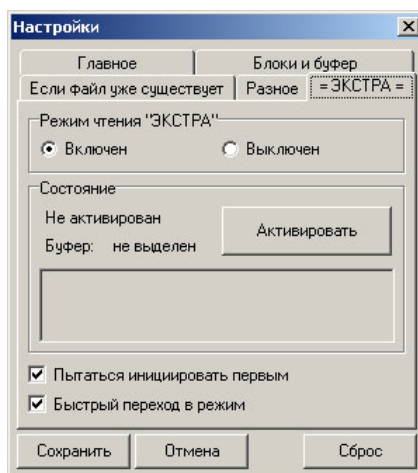 Настройки
Главное
Блоки и буфер
Если файл уже существует
Разное
=ЭКСТРА =
Режим чтения "ЭКСТРА"
Включен
Выключен
Состояние
Не активирован
Активировать
Буфер: не выделен
Пытаться инициировать первым
Быстрый переход в режим
Сохранить
Отмена
Сброс